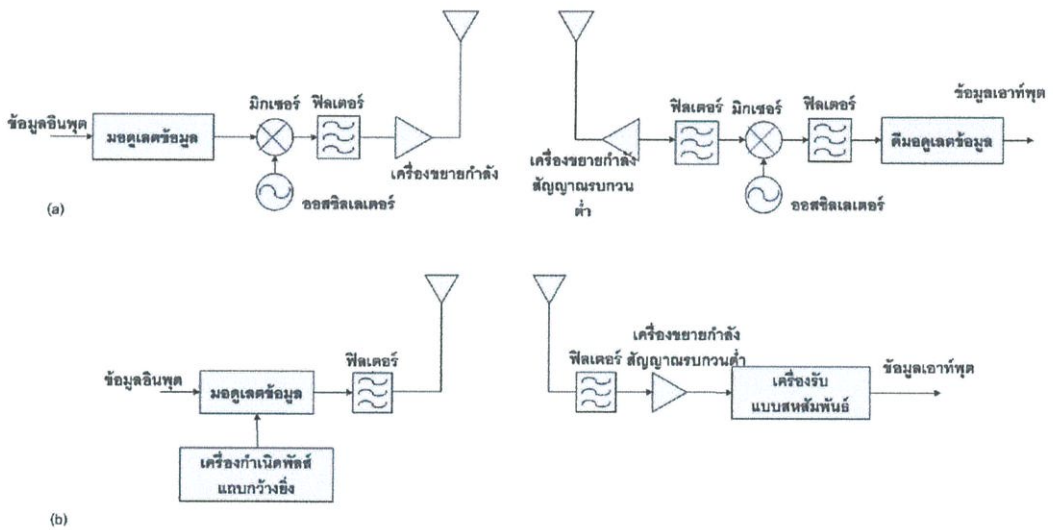 ข้อมูลอินพุต
มอดูเลตข้อมูล
มิกเซอร์
ฟิลเตอร์
เครื่องขยายกำลัง
ออสซิลเลเตอร์
(a)
เครื่องขยายกำลัง
สัญญาณรบกวน
ต่ำ
ฟิลเตอร์
มิกเซอร์
ฟิลเตอร์
ออสซิลเลเตอร์
ดีมอดูเลตข้อมูล
ข้อมูลเอาท์พุต
ข้อมูลอินพุต
มอดูเลตข้อมูล
ฟิลเตอร์
เครื่องกำเนิดพัลส์
แถบกว้างยิ่ง
ฟิลเตอร์
เครื่องขยายกำลัง
สัญญาณรบกวนต่ำ
เครื่องรับ
แบบสหสัมพันธ์
ข้อมูลเอาท์พุต
(b)